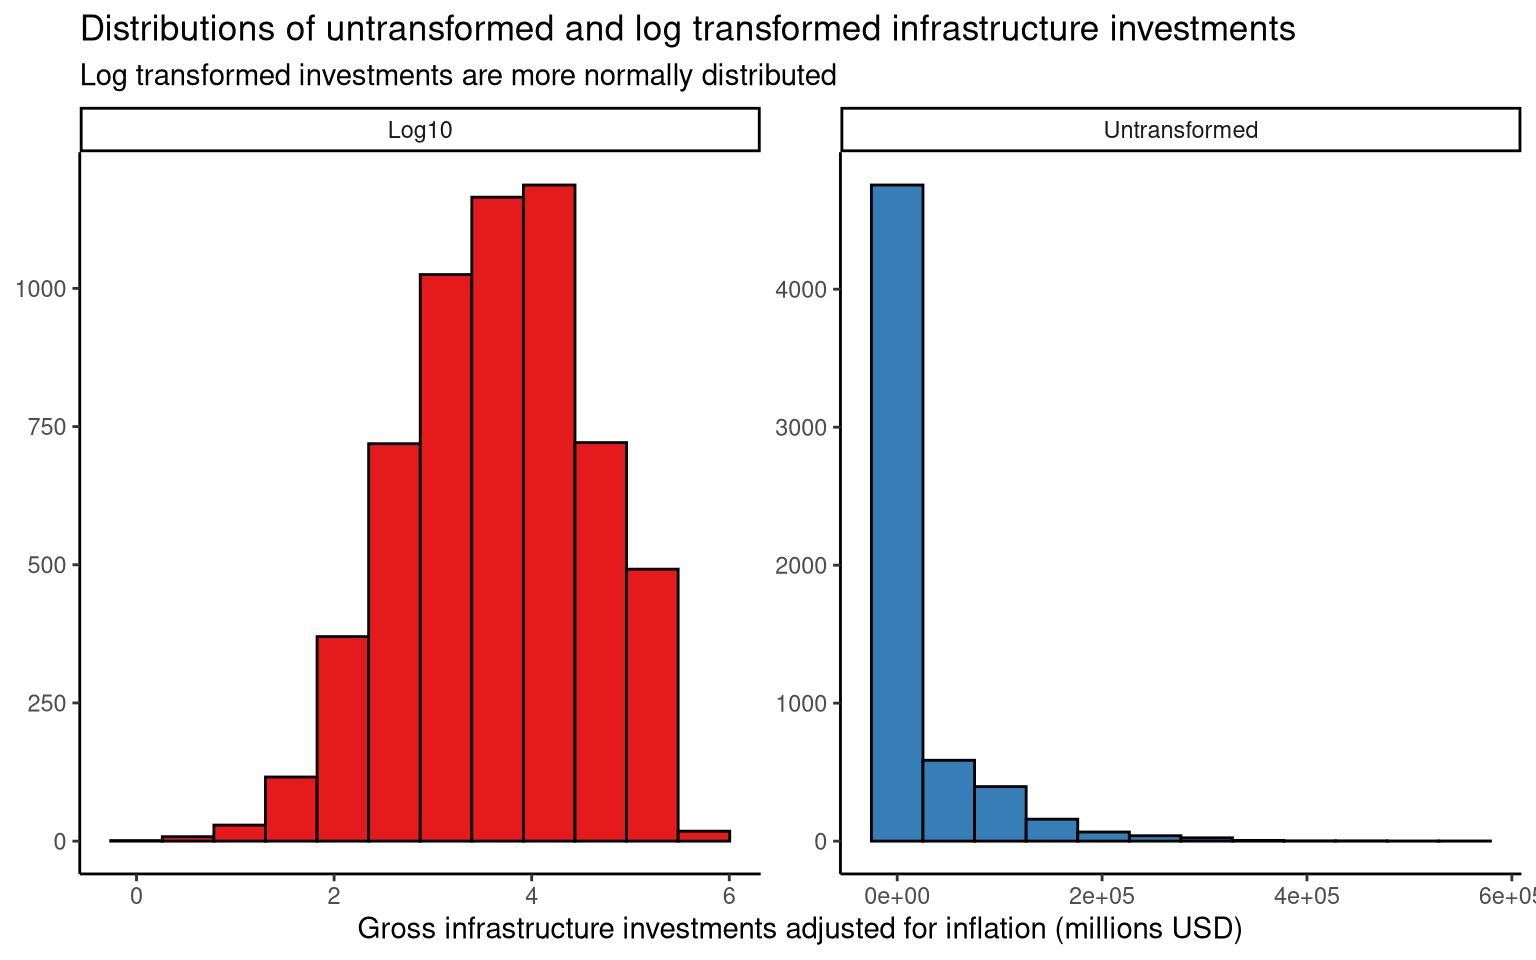 Distributions of untransformed and log transformed infrastructure investments
Log transformed investments are more normally distributed
Log10
Untransformed
1000
750
500
250
0
4000
3000
2000
1000
0
0 2 4 6
0e+00 2e+05 4e+05 6e+0
Gross infrastructure investments adjusted for inflation (millions USD)